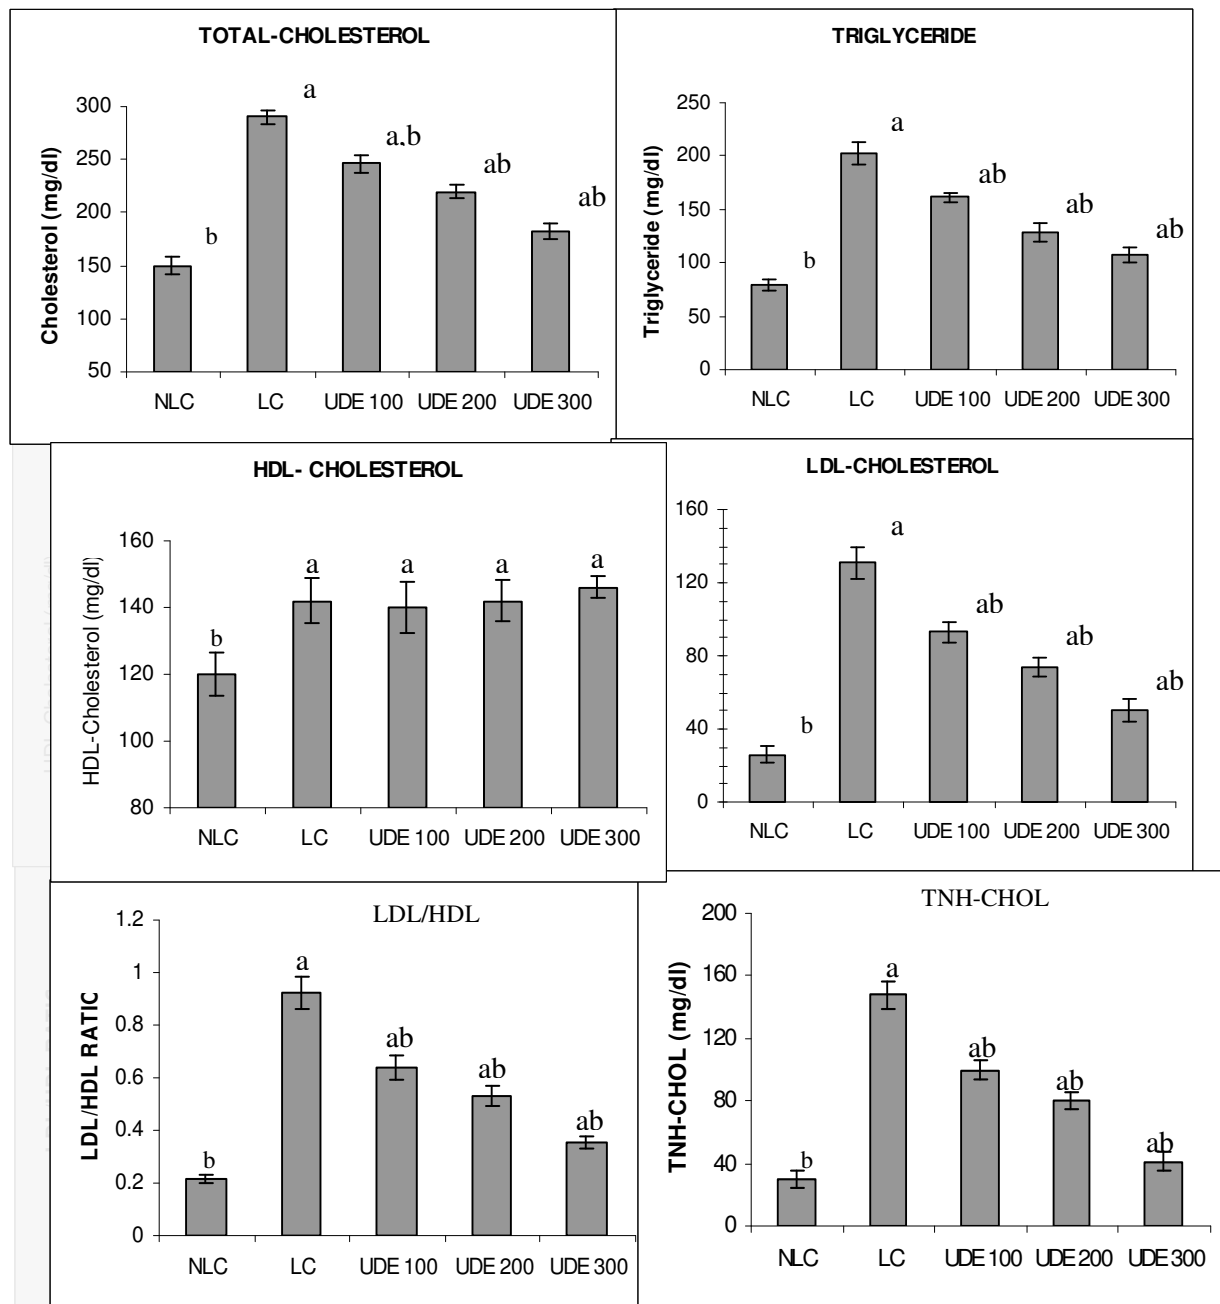 TOTAL-CHOLESTEROL
Cholesterol (mg/dl)
300
250
200
150
100
50
b
a
a,b
ab
ab
NLC LC UDE 100 UDE 200 UDE 300
TRIGLYCERIDE
Triglyceride (mg/dl)
250
200
150
100
50
0
b
a
ab
ab
ab
NLC LC UDE 100 UDE 200 UDE 300
HDL- CHOLESTEROL
HDL-Cholesterol (mg/dl)
160
140
120
100
80
b
a
a
a
a
NLC LC UDE 100 UDE 200 UDE 300
LDL-CHOLESTEROL
LDL-Cholesterol (mg/dl)
160
120
80
40
0
b
a
ab
ab
ab
NLC LC UDE 100 UDE 200 UDE 300
LDL/HDL
LDL/HDL RATIC
1.2
1
0.8
0.6
0.4
0.2
0
b
a
ab
ab
ab
NLC LC UDE 100 UDE 200 UDE 300
TNH-CHOL
TNH-CHOL (mg/dl)
200
160
120
80
40
0
b
a
ab
ab
ab
NLC LC UDE 100 UDE 200 UDE 300